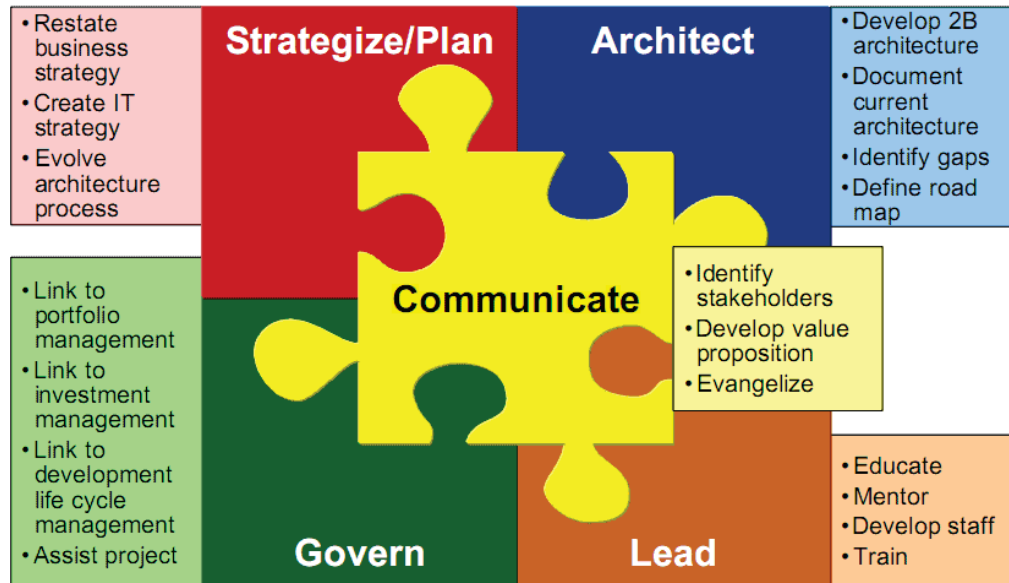 • Restate
business
strategy
• Create IT
strategy
• Evolve
architecture
process
Strategize/Plan
Architect
• Develop 2B
architecture
• Document
current
architecture
• Identify gaps
• Define road
map
Communicate
• Identify
stakeholders
• Develop value
proposition
• Evangelize
• Link to
portfolio
management
• Link to
investment
management
• Link to
development
life cycle
management
• Assist project
Govern
Lead
• Educate
• Mentor
• Develop staff
• Train